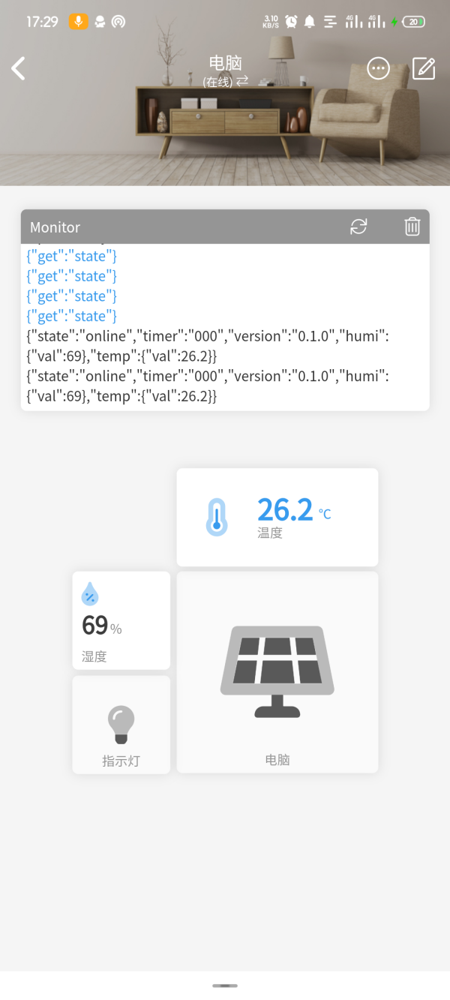 17:29
3.10
KB/S
4G
4G
20
电脑
(在线)
Monitor
{"get":"state"}
{"get":"state"}
{"get":"state"}
{"get":"state"}
{"state":"online","timer":"000","version":"0.1.0","humi":
{"val":69},"temp":{"val":26.2}}
{"state":"online","timer":"000","version":"0.1.0","humi":
{"val":69},"temp":{"val":26.2}}
26.2 °C
温度
69 %
湿度
指示灯
电脑